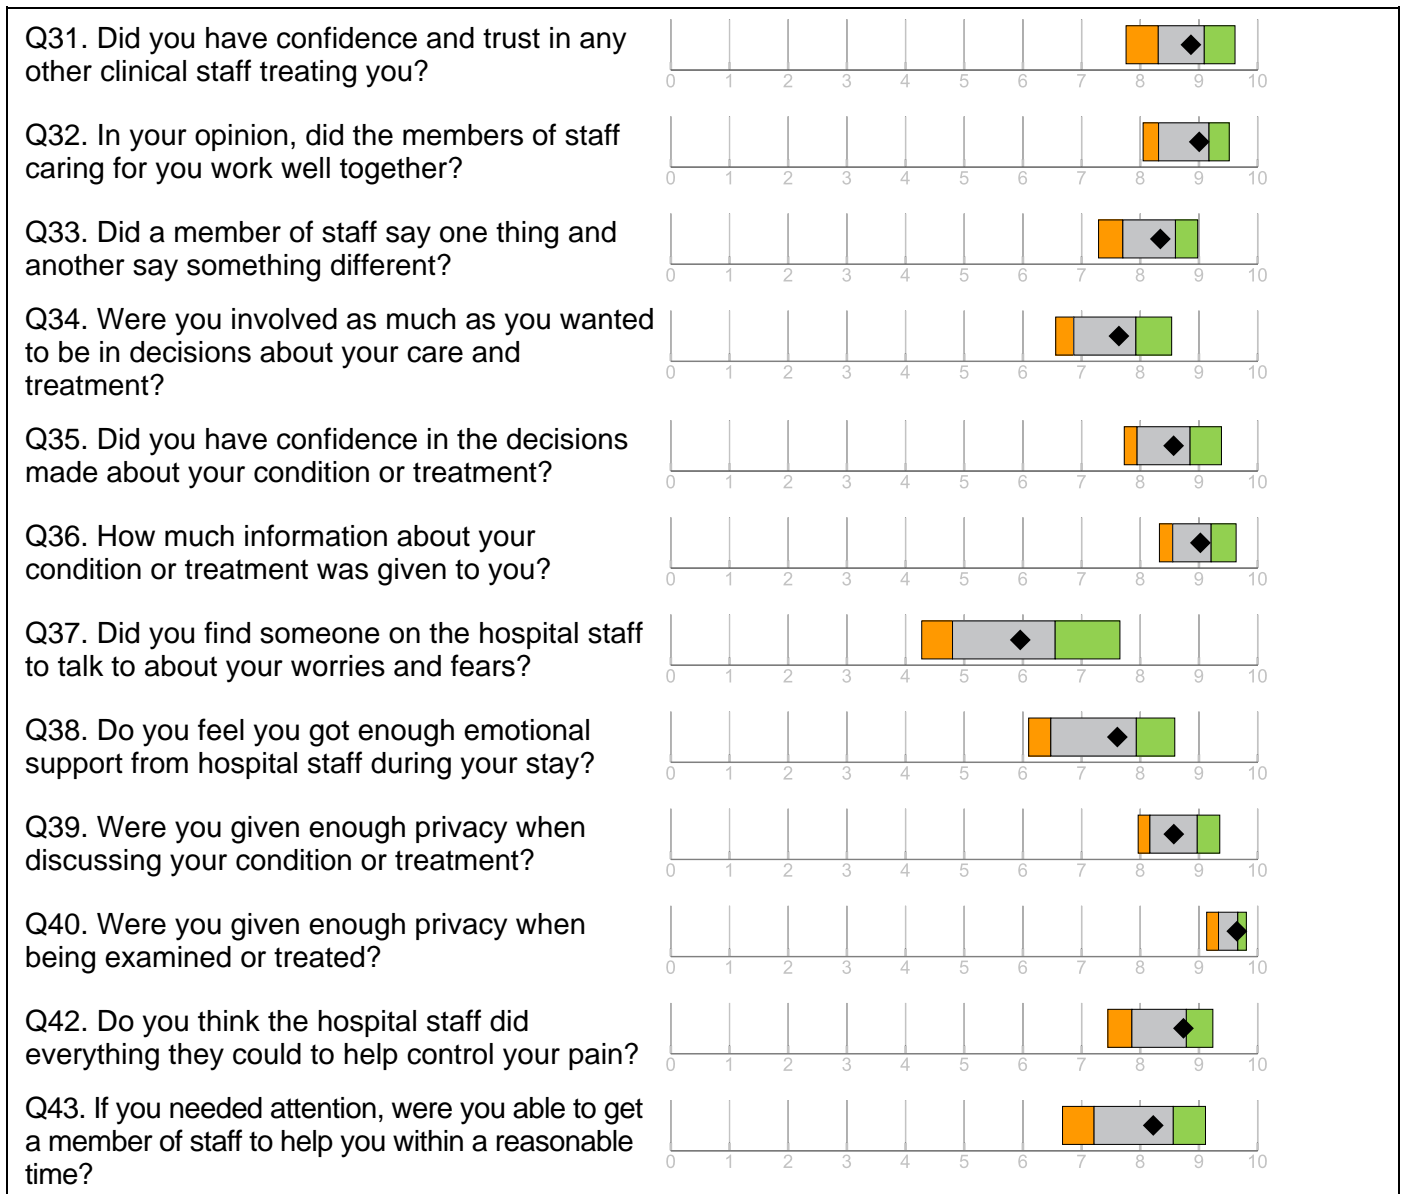 Q31. Did you have confidence and trust in any
other clinical staff treating you?
0 1 2 3 4 5 6 7 8 9 10
Q32. In your opinion, did the members of staff
caring for you work well together?
0 1 2 3 4 5 6 7 8 9 10
Q33. Did a member of staff say one thing and
another say something different?
0 1 2 3 4 5 6 7 8 9 10
Q34. Were you involved as much as you wanted
to be in decisions about your care and
treatment?
0 1 2 3 4 5 6 7 8 9 10
Q35. Did you have confidence in the decisions
made about your condition or treatment?
0 1 2 3 4 5 6 7 8 9 10
Q36. How much information about your
condition or treatment was given to you?
0 1 2 3 4 5 6 7 8 9 10
Q37. Did you find someone on the hospital staff
to talk to about your worries and fears?
0 1 2 3 4 5 6 7 8 9 10
Q38. Do you feel you got enough emotional
support from hospital staff during your stay?
0 1 2 3 4 5 6 7 8 9 10
Q39. Were you given enough privacy when
discussing your condition or treatment?
0 1 2 3 4 5 6 7 8 9 10
Q40. Were you given enough privacy when
being examined or treated?
0 1 2 3 4 5 6 7 8 9 10
Q42. Do you think the hospital staff did
everything they could to help control your pain?
0 1 2 3 4 5 6 7 8 9 10
Q43. If you needed attention, were you able to get
a member of staff to help you within a reasonable
time?
0 1 2 3 4 5 6 7 8 9 10